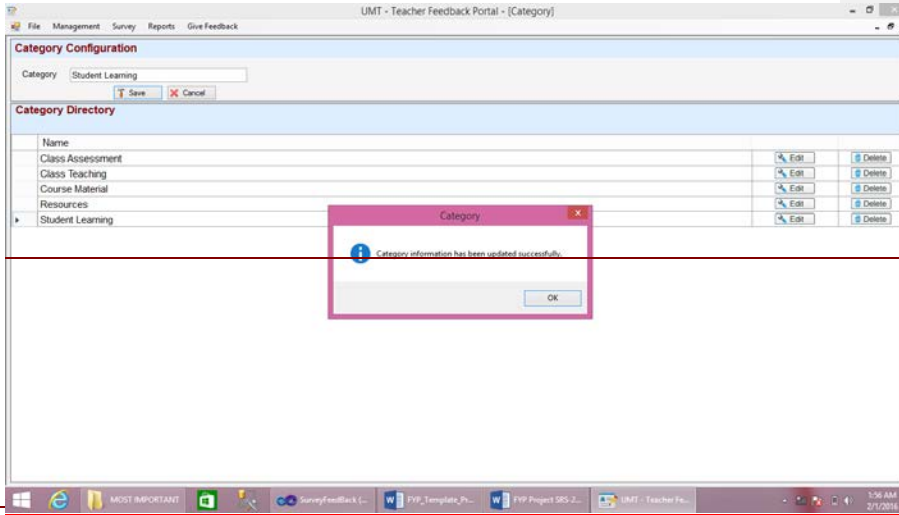 UMT - Teacher Feedback Portal - [Category]
File Management Survey Reports Give Feedback
Category Configuration
Category Student Learning
Save Cancel
Category Directory
Name
Class Assessment Edit Delete
Class Teaching Edit Delete
Course Material Edit Delete
Resources Edit Delete
Student Learning Edit Delete
Category
Category information has been updated successfully.
OK
MOST IMPORTANT SurveyFeedBack (... FYP_Template_Pr... FYP Project SRS-2... UMT - Teacher Fe... 1:56 AM
2/1/2016